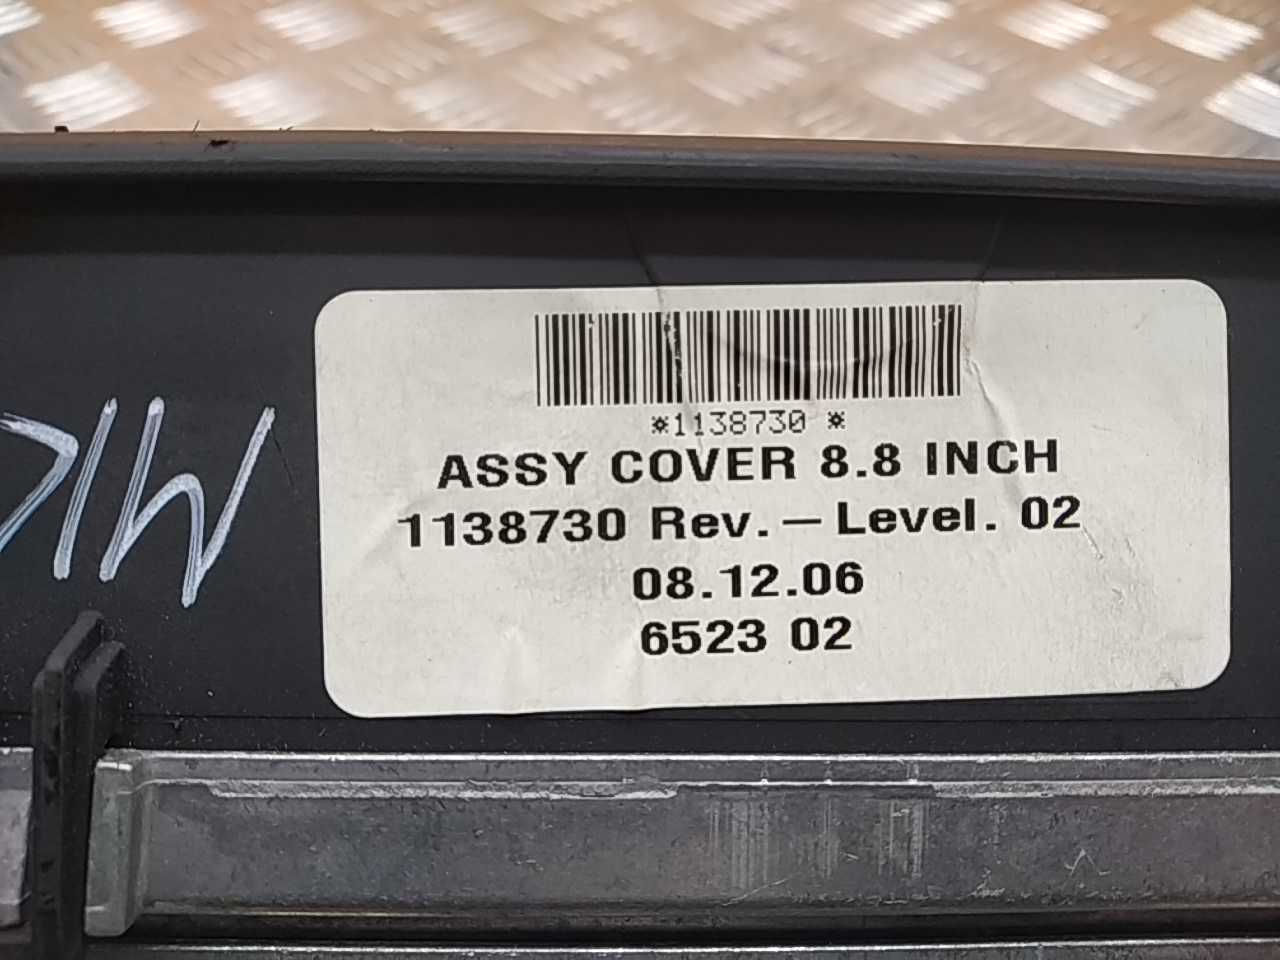 *1138730 *
ASSY COVER 8.8 INCH
1138730 Rev.—Level. 02
08.12.06
6523 02